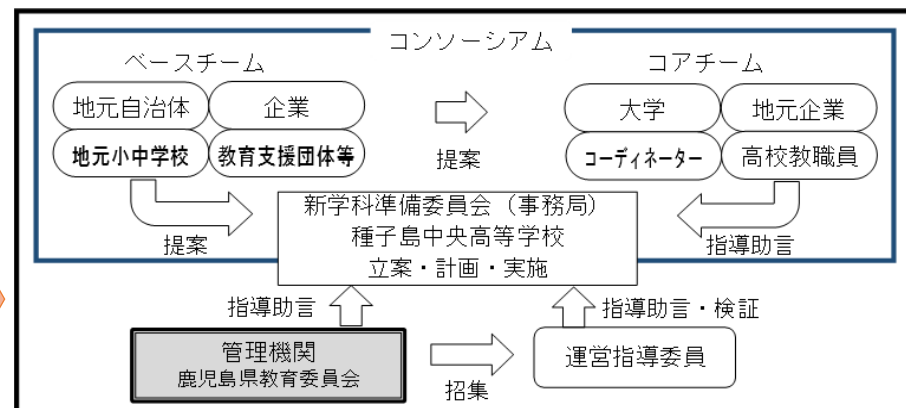 コンソーシアム
ベースチーム
コアチーム
地元自治体
企業
地元小中学校
教育支援団体等
提案
大学
地元企業
コーディネーター
高校教職員
新学科準備委員会（事務局）
種子島中央高等学校
立案・計画・実施
提案
指導助言
指導助言
指導助言・検証
管理機関
鹿児島県教育委員会
招集
運営指導委員